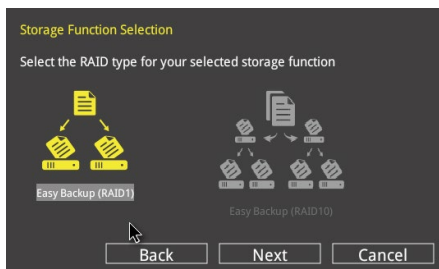 Storage Function Selection
Select the RAID type for your selected storage function
Easy Backup (RAID1)
Easy Backup (RAID10)
Back
Next
Cancel